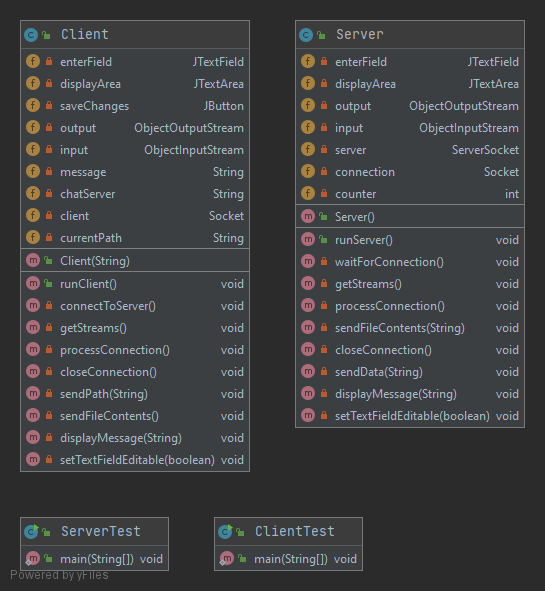 Client
f enterField JTextField
f displayArea JTextArea
f saveChanges JButton
f output ObjectOutputStream
f input ObjectInputStream
f message String
f chatServer String
f client Socket
f currentPath String
m Client(String)
m runClient() void
m connectToServer() void
m getStreams() void
m processConnection() void
m closeConnection() void
m sendPath(String) void
m sendFileContents() void
m displayMessage(String) void
m setTextFieldEditable(boolean) void
C Server
f enterField JTextField
f displayArea JTextArea
f output ObjectOutputStream
f input ObjectInputStream
f server ServerSocket
f connection Socket
f counter int
m Server()
m runServer() void
m waitForConnection() void
m getStreams() void
m processConnection() void
m sendFileContents(String) void
m closeConnection() void
m sendData(String) void
m displayMessage(String) void
m setTextFieldEditable(boolean) void
C ServerTest
m main(String[]) void
C ClientTest
m main(String[]) void
Powered by yFiles